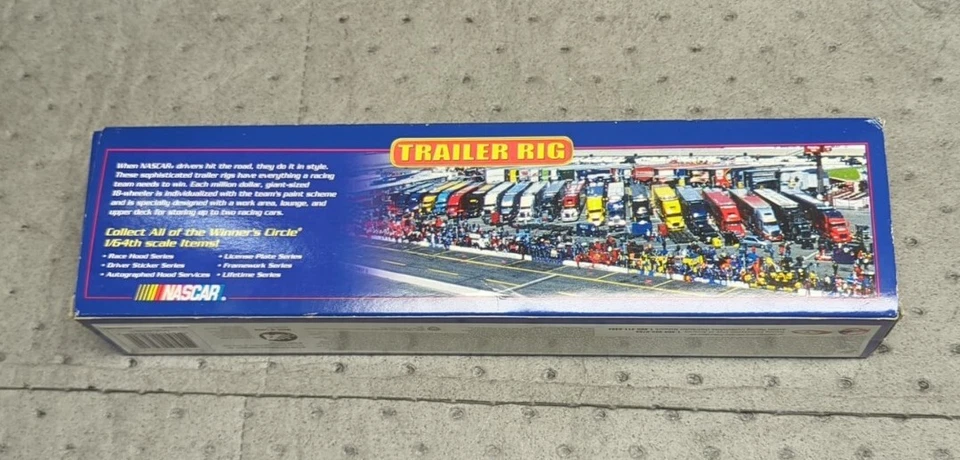 TRAILER RIG
When NASCAR® drivers hit the road, they do it in style.
These sophisticated trailer rigs have everything a racing
team needs to win. Each million dollar, giant-sized
18-wheeler is individualized with the team's paint scheme
and is specially designed with a work area, lounge, and
upper deck for storing up to two racing cars.
Collect All of the Winner's Circle®
1/64th scale Items!
• Race Hood Series
• Driver Sticker Series
• Autographed Hood Services
• License Plate Series
• Framework Series
• Lifetime Series
NASCAR®